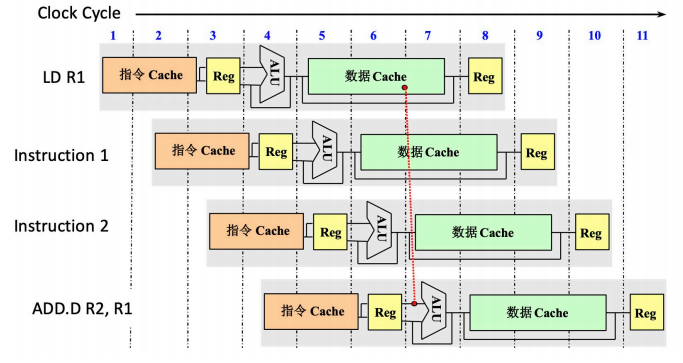 Clock Cycle
1 2 3 4 5 6 7 8 9 10 11
LD R1 指令 Cache Reg ALU 数据 Cache Reg
Instruction 1 指令 Cache Reg ALU 数据 Cache Reg
Instruction 2 指令 Cache Reg ALU 数据 Cache Reg
ADD.D R2, R1 指令 Cache Reg ALU 数据 Cache Reg